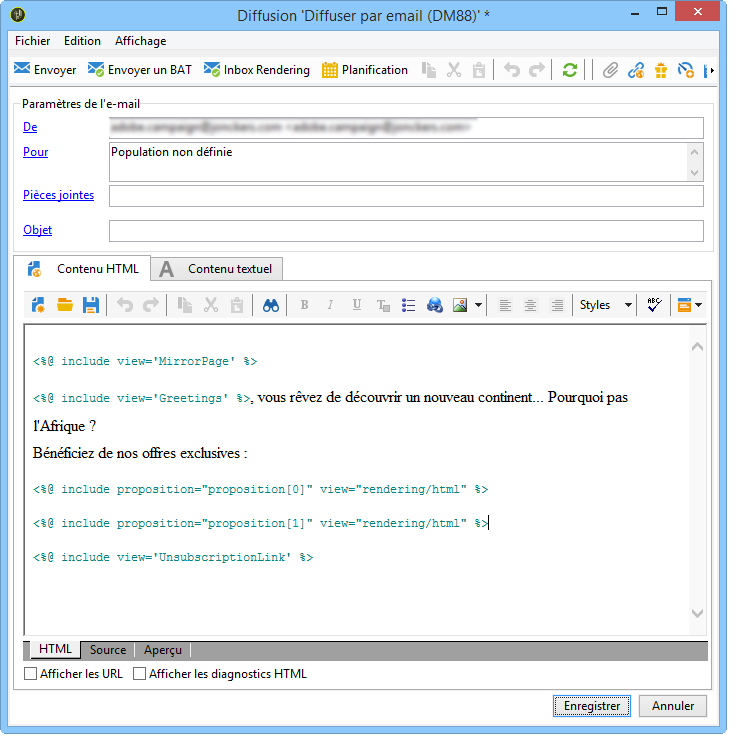 Diffusion 'Diffuser par email (DM88)' *
Fichier Edition Affichage
Envoyer Envoyer un BAT Inbox Rendering Planification
Paramètres de l'e-mail
De
Pour Population non définie
Pièces jointes
Objet
Contenu HTML A Contenu textuel
B I U T Styles ABC
<%@ include view='MirrorPage' %>
<%@ include view='Greetings' %>, vous rêvez de découvrir un nouveau continent... Pourquoi pas
l'Afrique ?
Bénéficiez de nos offres exclusives :
<%@ include proposition="proposition[0]" view="rendering/html" %>
<%@ include proposition="proposition[1]" view="rendering/html" %>
<%@ include view='UnsubscriptionLink' %>
HTML Source Aperçu
Afficher les URL Afficher les diagnostics HTML
Enregistrer Annuler